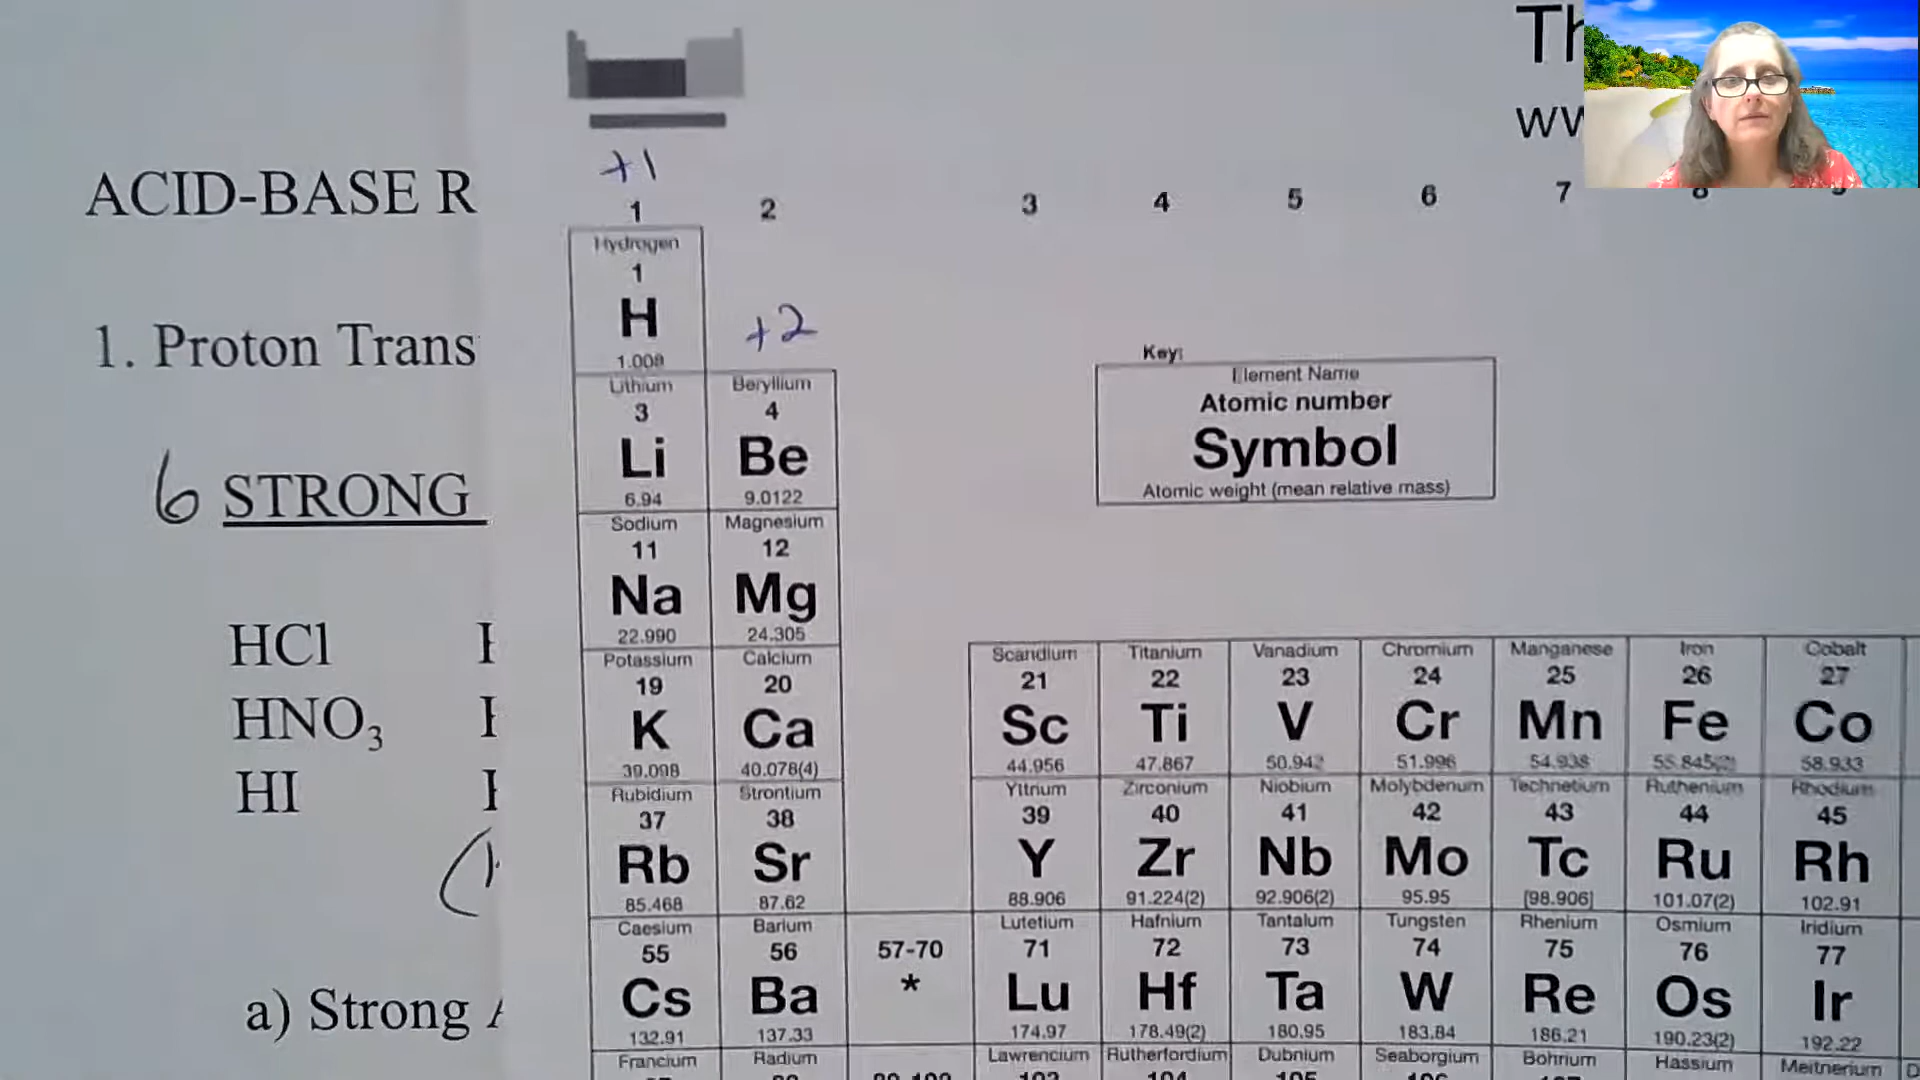 Th
ww
+1
ACID-BASE R
1 2 3 4 5 6 7 8 9
Hydrogen
1
H
1.008
+2
1. Proton Trans
Key:
Element Name
Atomic number
Symbol
Atomic weight (mean relative mass)
Lithium Beryllium
3 4
Li Be
6.94 9.0122
6 STRONG
Sodium Magnesium
11 12
Na Mg
22.990 24.305
HCl
HNO₃
HI
Potassium Calcium Scandium Titanium Vanadium Chromium Manganese Iron Cobalt
19 20 21 22 23 24 25 26 27
K Ca Sc Ti V Cr Mn Fe Co
39.098 40.078(4) 44.956 47.867 50.942 51.996 54.938 55.845(2) 58.933
Rubidium Strontium Yttrium Zirconium Niobium Molybdenum Technetium Ruthenium Rhodium
37 38 39 40 41 42 43 44 45
Rb Sr Y Zr Nb Mo Tc Ru Rh
85.468 87.62 88.906 91.224(2) 92.906(2) 95.95 [98.906] 101.07(2) 102.91
Caesium Barium Lutetium Hafnium Tantalum Tungsten Rhenium Osmium Iridium
55 56 57-70 71 72 73 74 75 76 77
Cs Ba * Lu Hf Ta W Re Os Ir
132.91 137.33 174.97 178.49(2) 180.95 183.84 186.21 190.23(2) 192.22
a) Strong A
Francium Radium Lawrencium Rutherfordium Dubnium Seaborgium Bohrium Hassium Meitnerium D